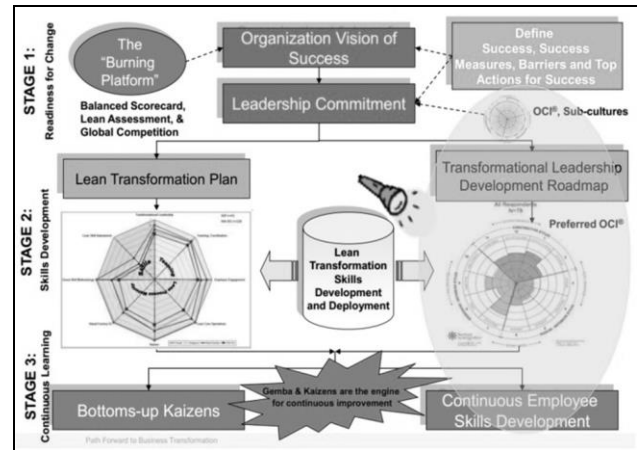 STAGE 1:
Readiness for Change
The
"Burning
Platform"
Organization Vision of
Success
Define
Success, Success
Measures, Barriers and Top
Actions for Success
Balanced Scorecard,
Lean Assessment, &
Global Competition
Leadership Commitment
OCI®, Sub-cultures
STAGE 2:
Skills Development
Lean Transformation Plan
Transformational Leadership
Development Roadmap
Preferred OCI®
Lean
Transformation
Skills
Development
and Deployment
STAGE 3:
Continuous Learning
Gemba & Kaizens are the engine
for continuous improvement
Bottoms-up Kaizens
Continuous Employee
Skills Development
Path Forward to Business Transformation